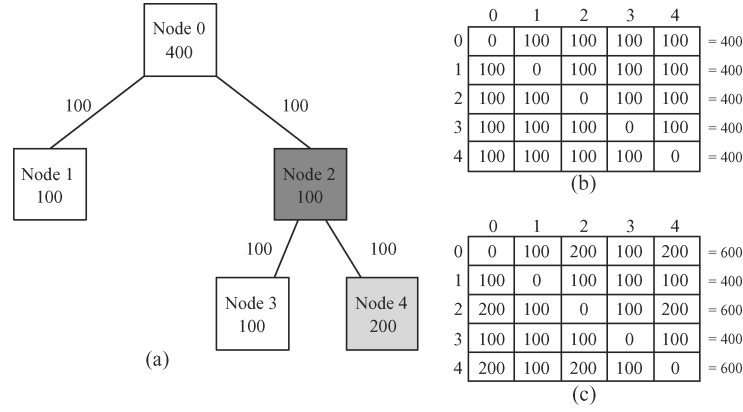 Node 0
400
100 100
Node 1
100
Node 2
100
100 100
Node 3
100
Node 4
200
(a)
0 1 2 3 4
0 0 100 100 100 100 = 400
1 100 0 100 100 100 = 400
2 100 100 0 100 100 = 400
3 100 100 100 0 100 = 400
4 100 100 100 100 0 = 400
(b)
0 1 2 3 4
0 0 100 200 100 200 = 600
1 100 0 100 100 100 = 400
2 200 100 0 100 200 = 600
3 100 100 100 0 100 = 400
4 200 100 200 100 0 = 600
(c)